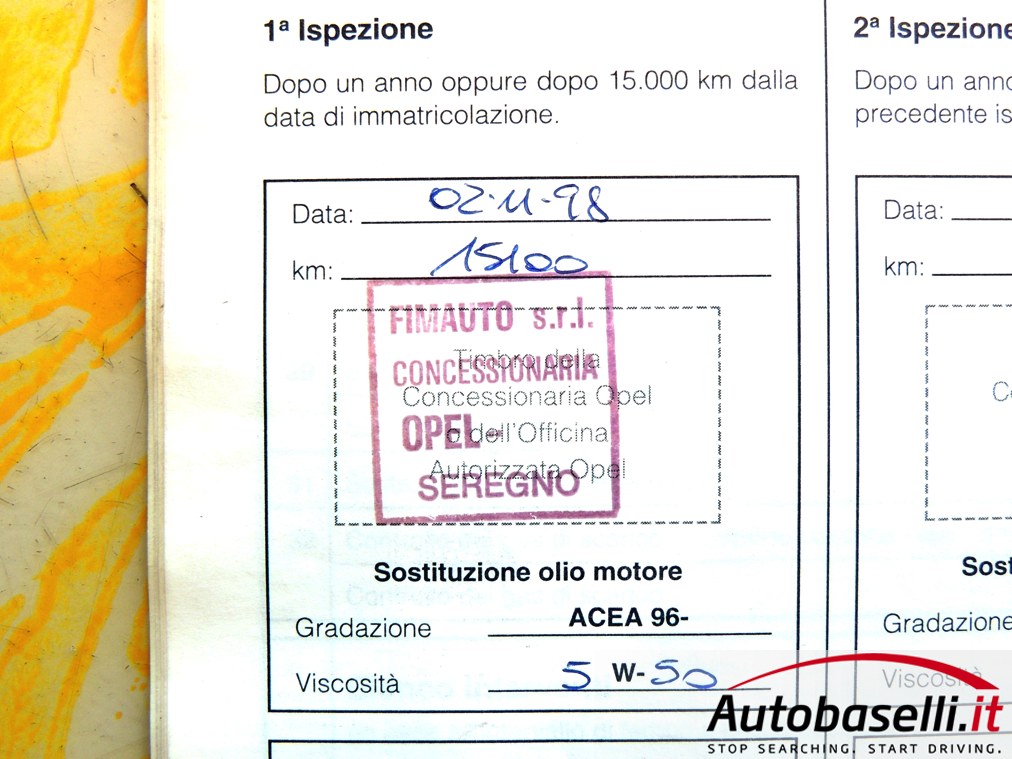 1ª Ispezione
Dopo un anno oppure dopo 15.000 km dalla
data di immatricolazione.
Data: 02-11-98
km: 15100
FIMAUTO s.r.l.
CONCESSIONARIA
OPEL-
SEREGNO
Timbro della
Concessionaria Opel
o dell'Officina
Autorizzata Opel
Sostituzione olio motore
Gradazione ACEA 96-
Viscosità 5 W-50
2ª Ispezione
Dopo un anno
precedente is
Data:
km:
Co
Sost
Gradazione
Viscosità
Autobaselli.it
STOP SEARCHING. START DRIVING.